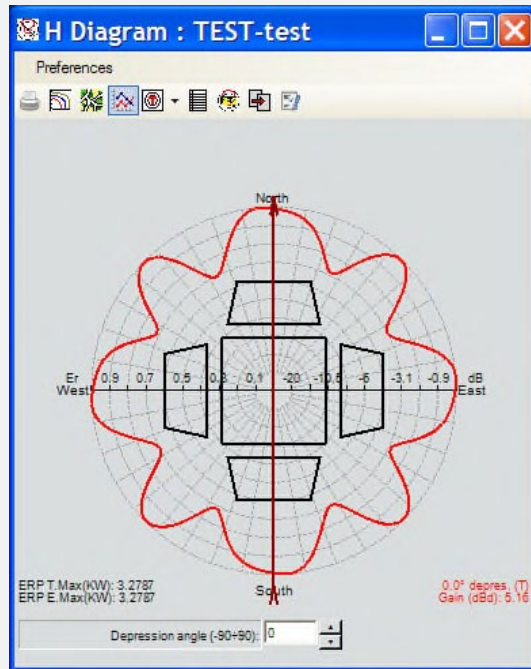 H Diagram : TEST-test
Preferences
North
Er 0.9 0.7 0.5 0.3 0.1 -20 -10.5 -6 -3.1 -0.9 dB
West East
ERP T.Max(KW): 3.2787
ERP E.Max(KW): 3.2787
South
0.0° depres. (T)
Gain (dBd): 5.16
Depression angle (-90+90): 0